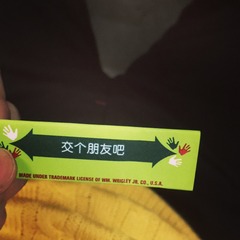 交个朋友吧
MADE UNDER TRADEMARK LICENSE OF WM. WRIGLEY JR. CO., U.S.A.